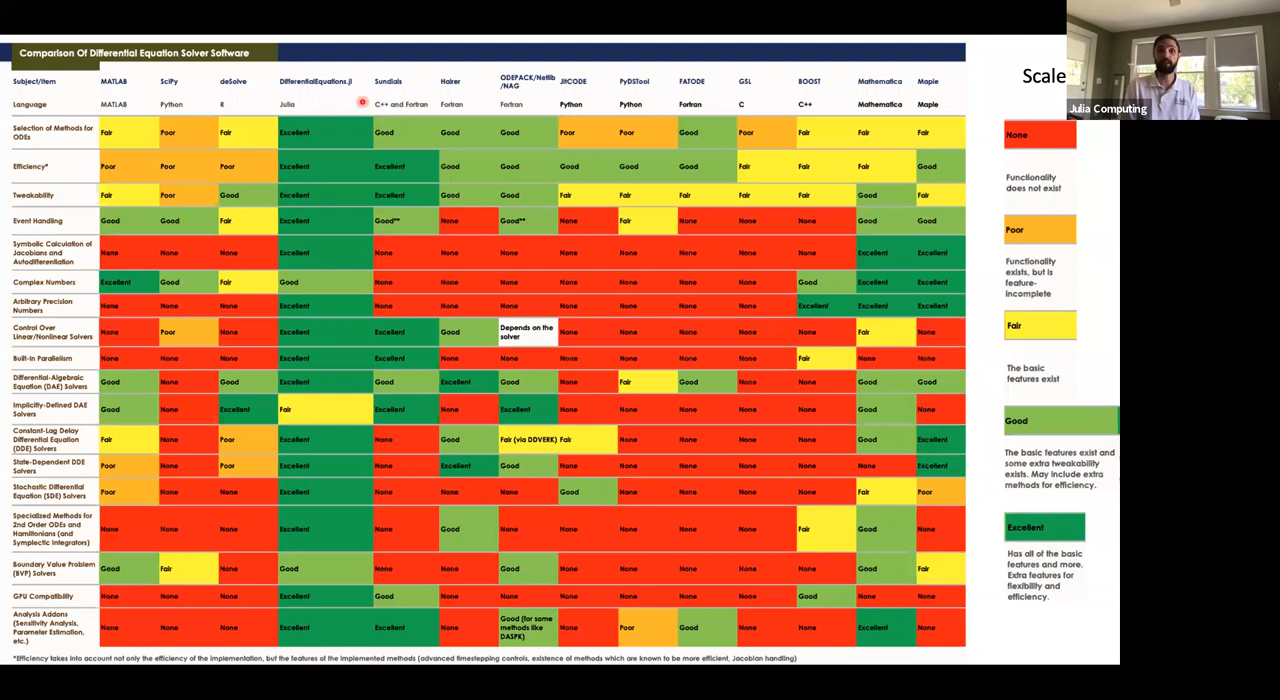 Comparison Of Differential Equation Solver Software
Subject/Item MATLAB SciPy deSolve DifferentialEquations.jl Sundials Hairer ODEPACK/Netlib /NAG JitCODE PyDSTool FATODE GSL BOOST Mathematica Maple
Language MATLAB Python R Julia C++ and Fortran Fortran Fortran Python Python Fortran C C++ Mathematica Maple
Selection of Methods for ODEs Fair Poor Fair Excellent Good Good Good Poor Poor Good Poor Fair Fair Fair
Efficiency* Poor Poor Poor Excellent Excellent Good Good Good Good Good Fair Fair Fair Good
Tweakability Fair Poor Good Excellent Excellent Good Good Fair Fair Fair Fair Fair Good Fair
Event Handling Good Good Fair Excellent Good** None Good** None Fair None None None Good Good
Symbolic Calculation of Jacobians and Autodifferentiation None None None Excellent None None None None None None None None Excellent Excellent
Complex Numbers Excellent Good Fair Good None None None None None None None Good Excellent Excellent
Arbitrary Precision Numbers None None None Excellent None None None None None None None Excellent Excellent Excellent
Control Over Linear/Nonlinear Solvers None Poor None Excellent Excellent Good Depends on the solver None None None None None Fair None
Built-In Parallelism None None None Excellent Excellent None None None None None None Fair None None
Differential-Algebraic Equation (DAE) Solvers Good None Good Excellent Good Excellent Good None Fair Good None None Good Good
Implicitly-Defined DAE Solvers Good None Excellent Fair Excellent None Excellent None None None None None Good None
Constant-Lag Delay Differential Equation (DDE) Solvers Fair None Poor Excellent None Good Fair (via DDVERK) Fair None None None None Good Excellent
State-Dependent DDE Solvers Poor None Poor Excellent None Excellent Good None None None None None None Excellent
Stochastic Differential Equation (SDE) Solvers Poor None None Excellent None None None Good None None None None Fair Poor
Specialized Methods for 2nd Order ODEs and Hamiltonians (and Symplectic Integrators) None None None Excellent None Good None None None None None Fair Good None
Boundary Value Problem (BVP) Solvers Good Fair None Good None None Good None None None None None Good Fair
GPU Compatibility None None None Excellent Good None None None None None None Good None None
Analysis Addons (Sensitivity Analysis, Parameter Estimation, etc.) None None None Excellent Excellent None Good (for some methods like DASPK) None Poor Good None None Excellent None
*Efficiency takes into account not only the efficiency of the implementation, but the features of the implemented methods (advanced timestepping controls, existence of methods which are known to be more efficient, Jacobian handling)
Scale
Julia Computing
None
Functionality
does not exist
Poor
Functionality
exists, but is
feature-
incomplete
Fair
The basic
features exist
Good
The basic features exist and
some extra tweakability
exists. May include extra
methods for efficiency.
Excellent
Has all of the basic
features and more.
Extra features for
flexibility and
efficiency.